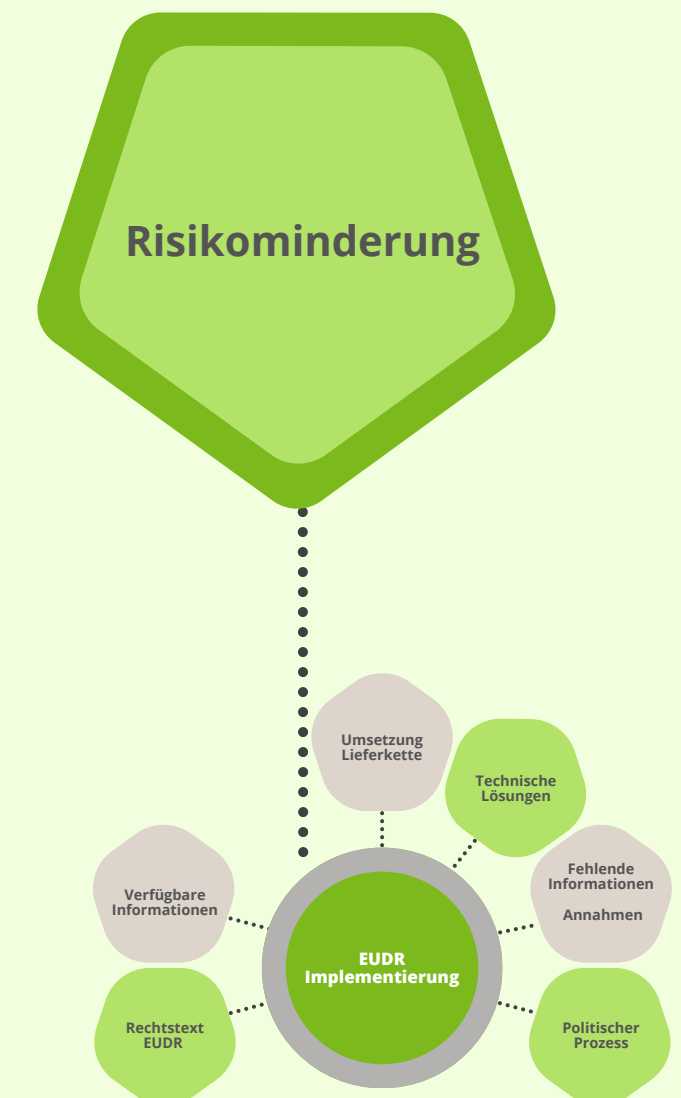 Risikominderung
Umsetzung
Lieferkette
Technische
Lösungen
Fehlende
Informationen
Annahmen
Verfügbare
Informationen
EUDR
Implementierung
Rechtstext
EUDR
Politischer
Prozess